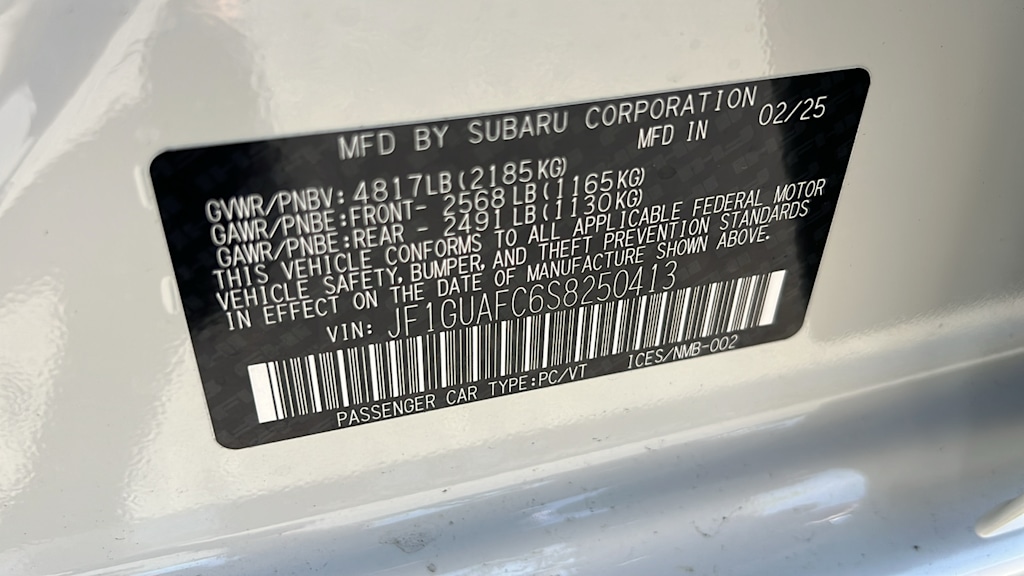 MFD BY SUBARU CORPORATION
MFD IN 02/25
GVWR/PNBV: 4817LB(2185KG)
GAWR/PNBE:FRONT- 2568LB(1165KG)
GAWR/PNBE:REAR - 2491LB(1130KG)
THIS VEHICLE CONFORMS TO ALL APPLICABLE FEDERAL MOTOR
VEHICLE SAFETY, BUMPER, AND THEFT PREVENTION STANDARDS
IN EFFECT ON THE DATE OF MANUFACTURE SHOWN ABOVE.
VIN: JF1GUAFC6S8250413
PASSENGER CAR TYPE:PC/VT ICES/NMB-002